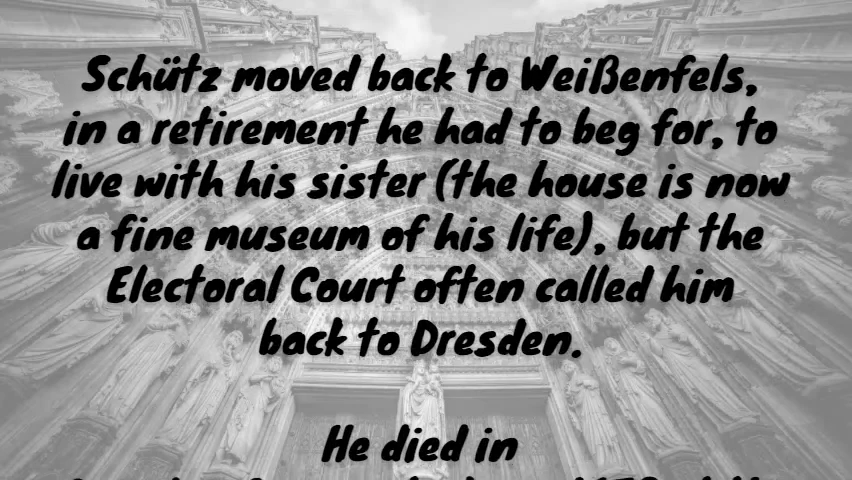 Schütz moved back to Weißenfels,
in a retirement he had to beg for, to
live with his sister (the house is now
a fine museum of his life), but the
Electoral Court often called him
back to Dresden.
He died in